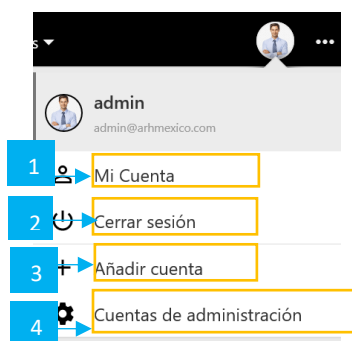 s
admin
admin@arhmexico.com
1 Mi Cuenta
2 Cerrar sesión
3 Añadir cuenta
4 Cuentas de administración